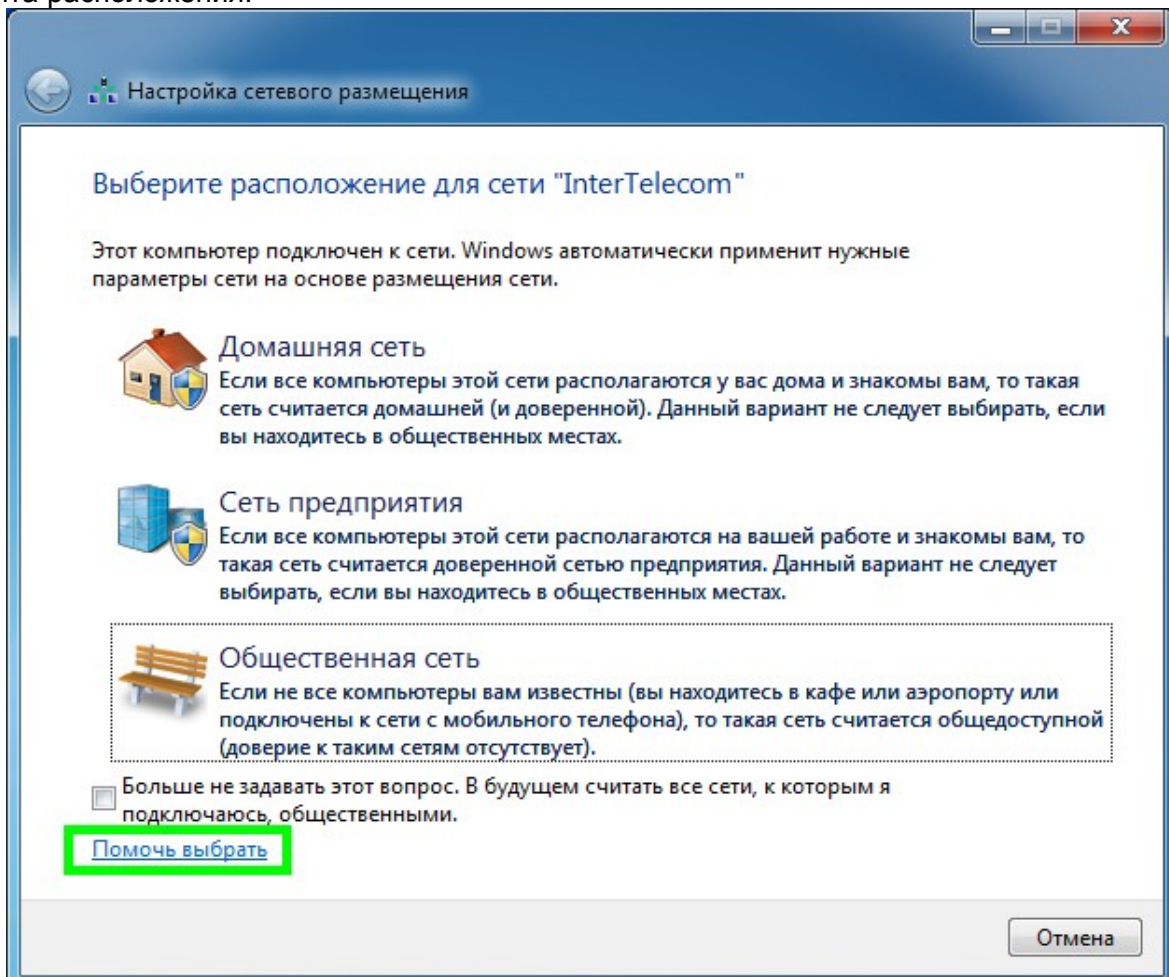 расположения.
Настройка сетевого размещения
Выберите расположение для сети "InterTelecom"
Этот компьютер подключен к сети. Windows автоматически применит нужные
параметры сети на основе размещения сети.
Домашняя сеть
Если все компьютеры этой сети располагаются у вас дома и знакомы вам, то такая
сеть считается домашней (и доверенной). Данный вариант не следует выбирать, если
вы находитесь в общественных местах.
Сеть предприятия
Если все компьютеры этой сети располагаются на вашей работе и знакомы вам, то
такая сеть считается доверенной сетью предприятия. Данный вариант не следует
выбирать, если вы находитесь в общественных местах.
Общественная сеть
Если не все компьютеры вам известны (вы находитесь в кафе или аэропорту или
подключены к сети с мобильного телефона), то такая сеть считается общедоступной
(доверие к таким сетям отсутствует).
Больше не задавать этот вопрос. В будущем считать все сети, к которым я
подключаюсь, общественными.
Помочь выбрать
Отмена